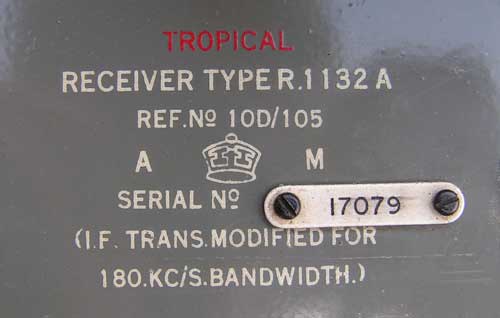 TROPICAL
RECEIVER TYPE R.1132 A
REF.Nº 10D/105
A M
SERIAL Nº 17079
(I.F. TRANS.MODIFIED FOR
180.KC/S.BANDWIDTH.)